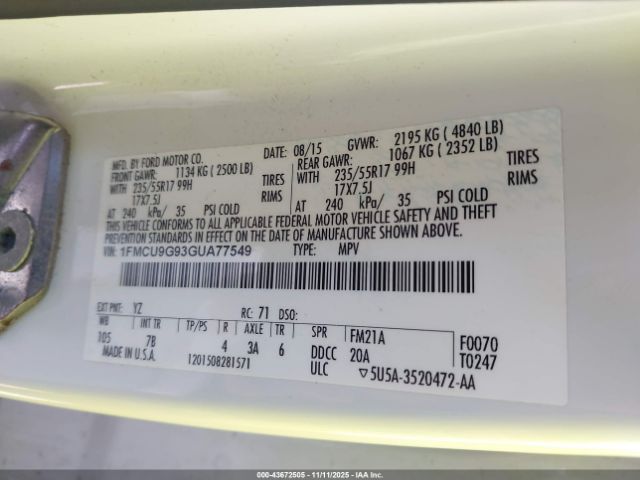 MFD. BY FORD MOTOR CO.
DATE: 08/15 GVWR: 2195 KG ( 4840 LB)
FRONT GAWR: 1134 KG ( 2500 LB)
REAR GAWR: 1067 KG ( 2352 LB)
WITH 235/55R17 99H TIRES
WITH 235/55R17 99H TIRES
17X7.5J RIMS
17X7.5J RIMS
AT 240 kPa/ 35 PSI COLD
AT 240 kPa/ 35 PSI COLD
THIS VEHICLE CONFORMS TO ALL APPLICABLE FEDERAL MOTOR VEHICLE SAFETY AND THEFT
PREVENTION STANDARDS IN EFFECT ON THE DATE OF MANUFACTURE SHOWN ABOVE.
VIN: 1FMCU9G93GUA77549 TYPE: MPV
EXT PNT: YZ RC: 71 DSO:
WB INT TR TP/PS R AXLE TR SPR FM21A F0070
105 7B 4 3A 6 DDCC 20A T0247
MADE IN U.S.A. 1201508281571 ULC ▽5U5A-3520472-AA
000-43672505 - 11/11/2025 - IAAI.com